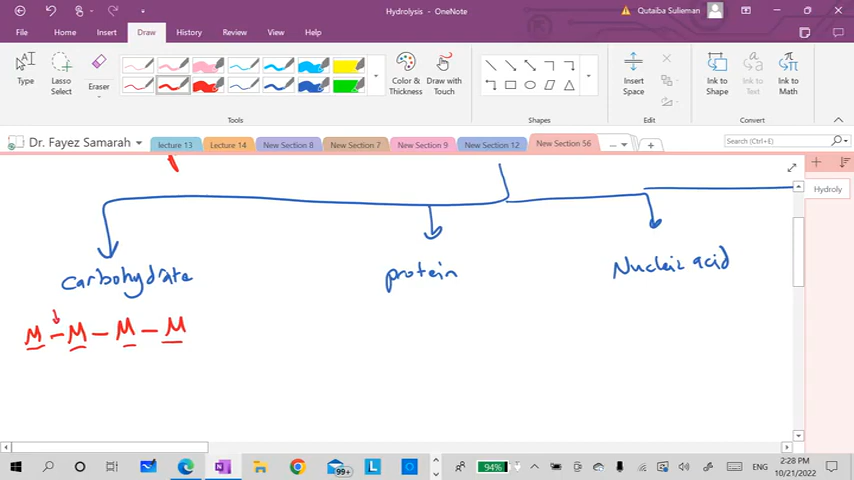 Hydrolysis - OneNote
Qutaiba Sulieman
File Home Insert Draw History Review View Help
Type
Lasso Select
Eraser
Color & Thickness
Draw with Touch
Insert Space
Ink to Shape
Ink to Text
Ink to Math
Tools
Shapes
Edit
Convert
Dr. Fayez Samarah
lecture 13
Lecture 14
New Section 8
New Section 7
New Section 9
New Section 12
New Section 56
Search (Ctrl+E)
Hydroly
carbohydrate
protein
Nucleic acid
M - M - M - M
99+
L
94%
ENG
2:28 PM
10/21/2022